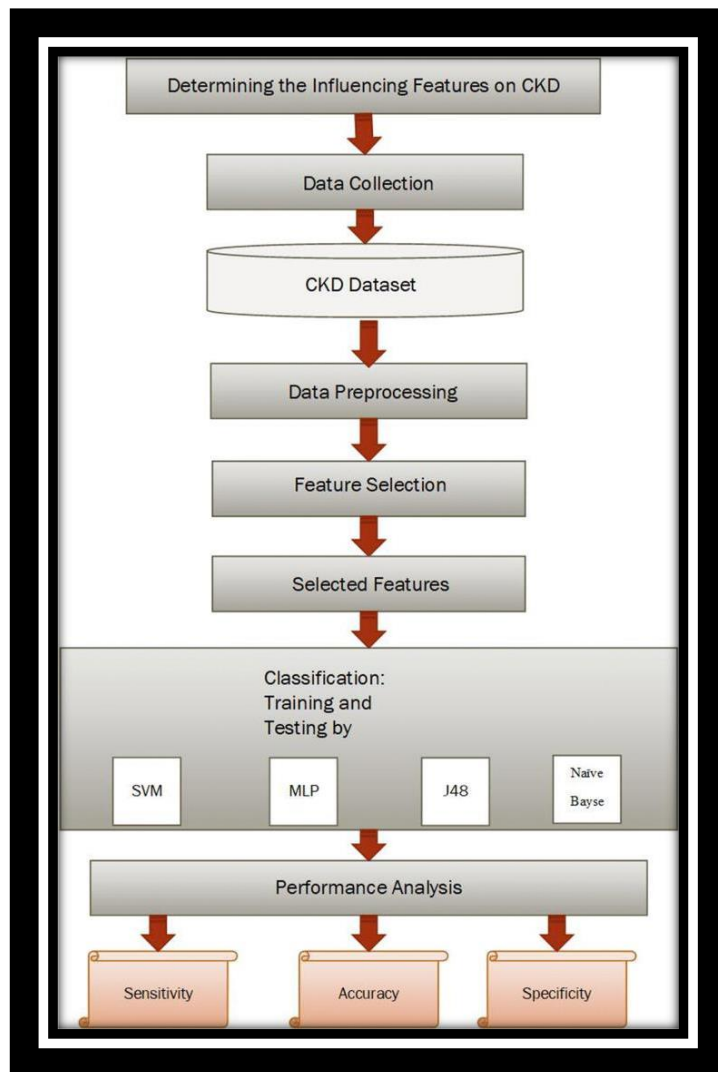 Determining the Influencing Features on CKD
Data Collection
CKD Dataset
Data Preprocessing
Feature Selection
Selected Features
Classification:
Training and
Testing by
SVM
MLP
J48
Naïve
Bayse
Performance Analysis
Sensitivity
Accuracy
Specificity